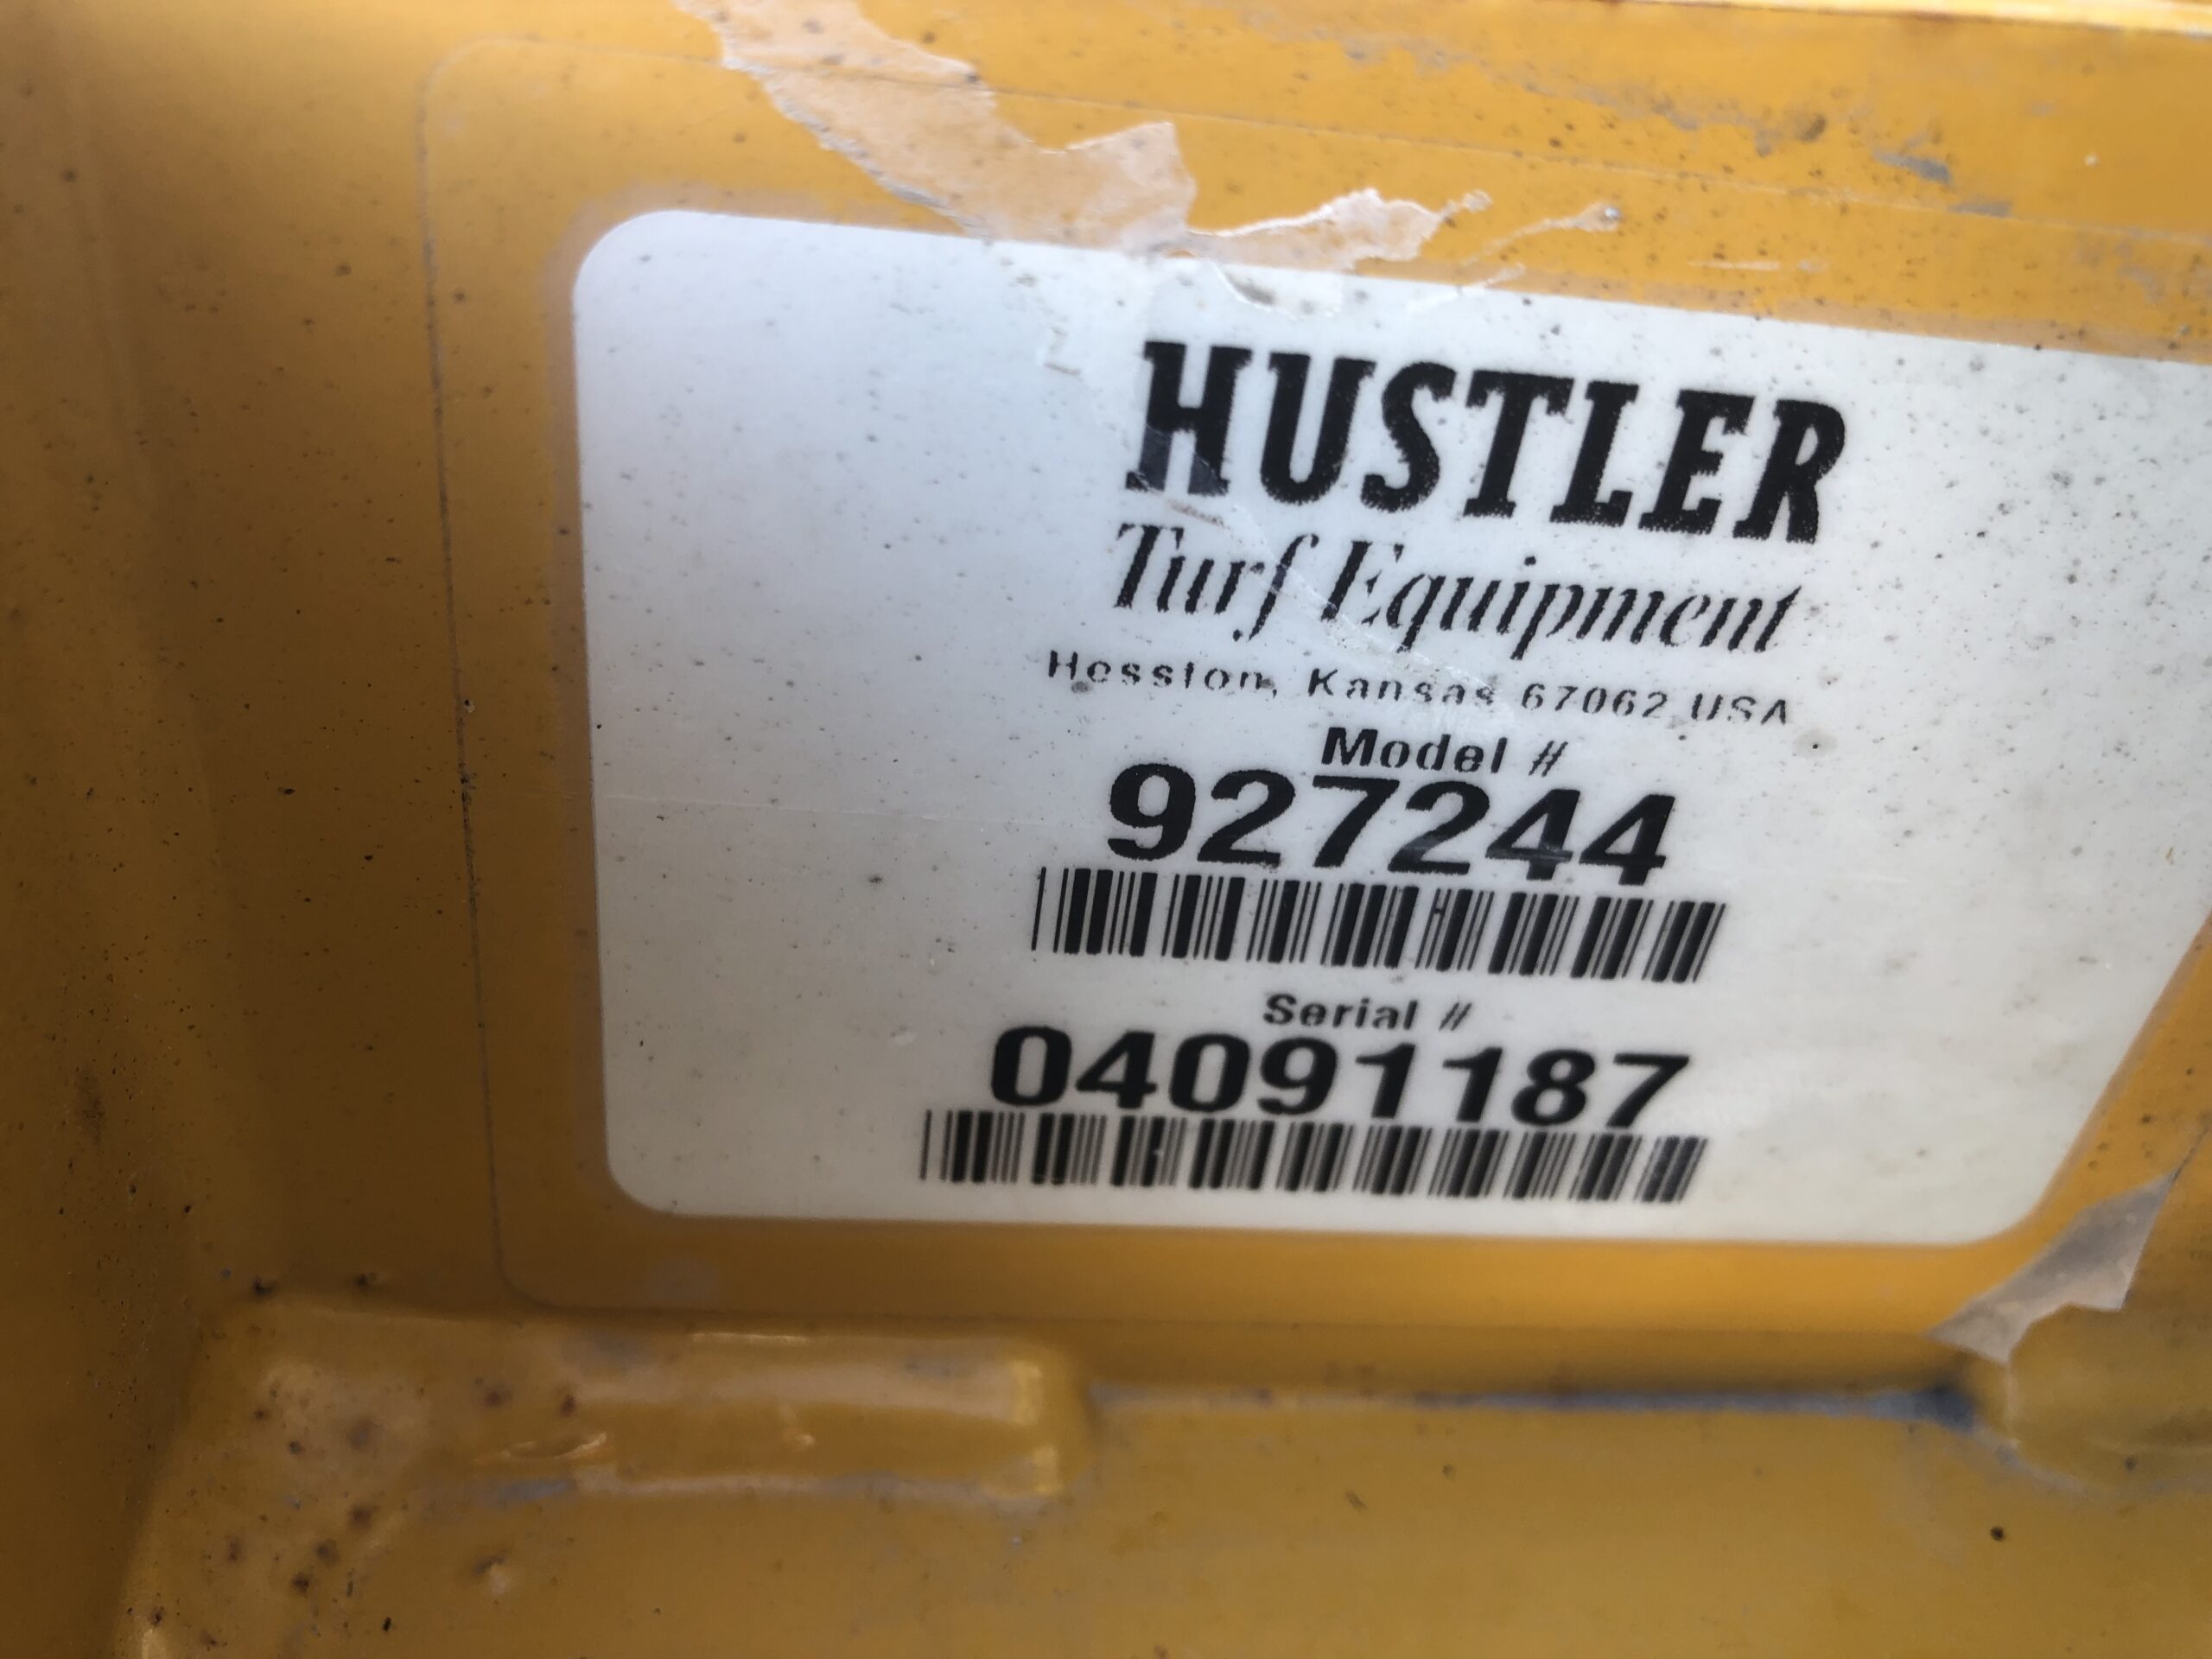 HUSTLER
Turf Equipment
Hesston, Kansas 67062 USA
Model #
927244
Serial #
04091187